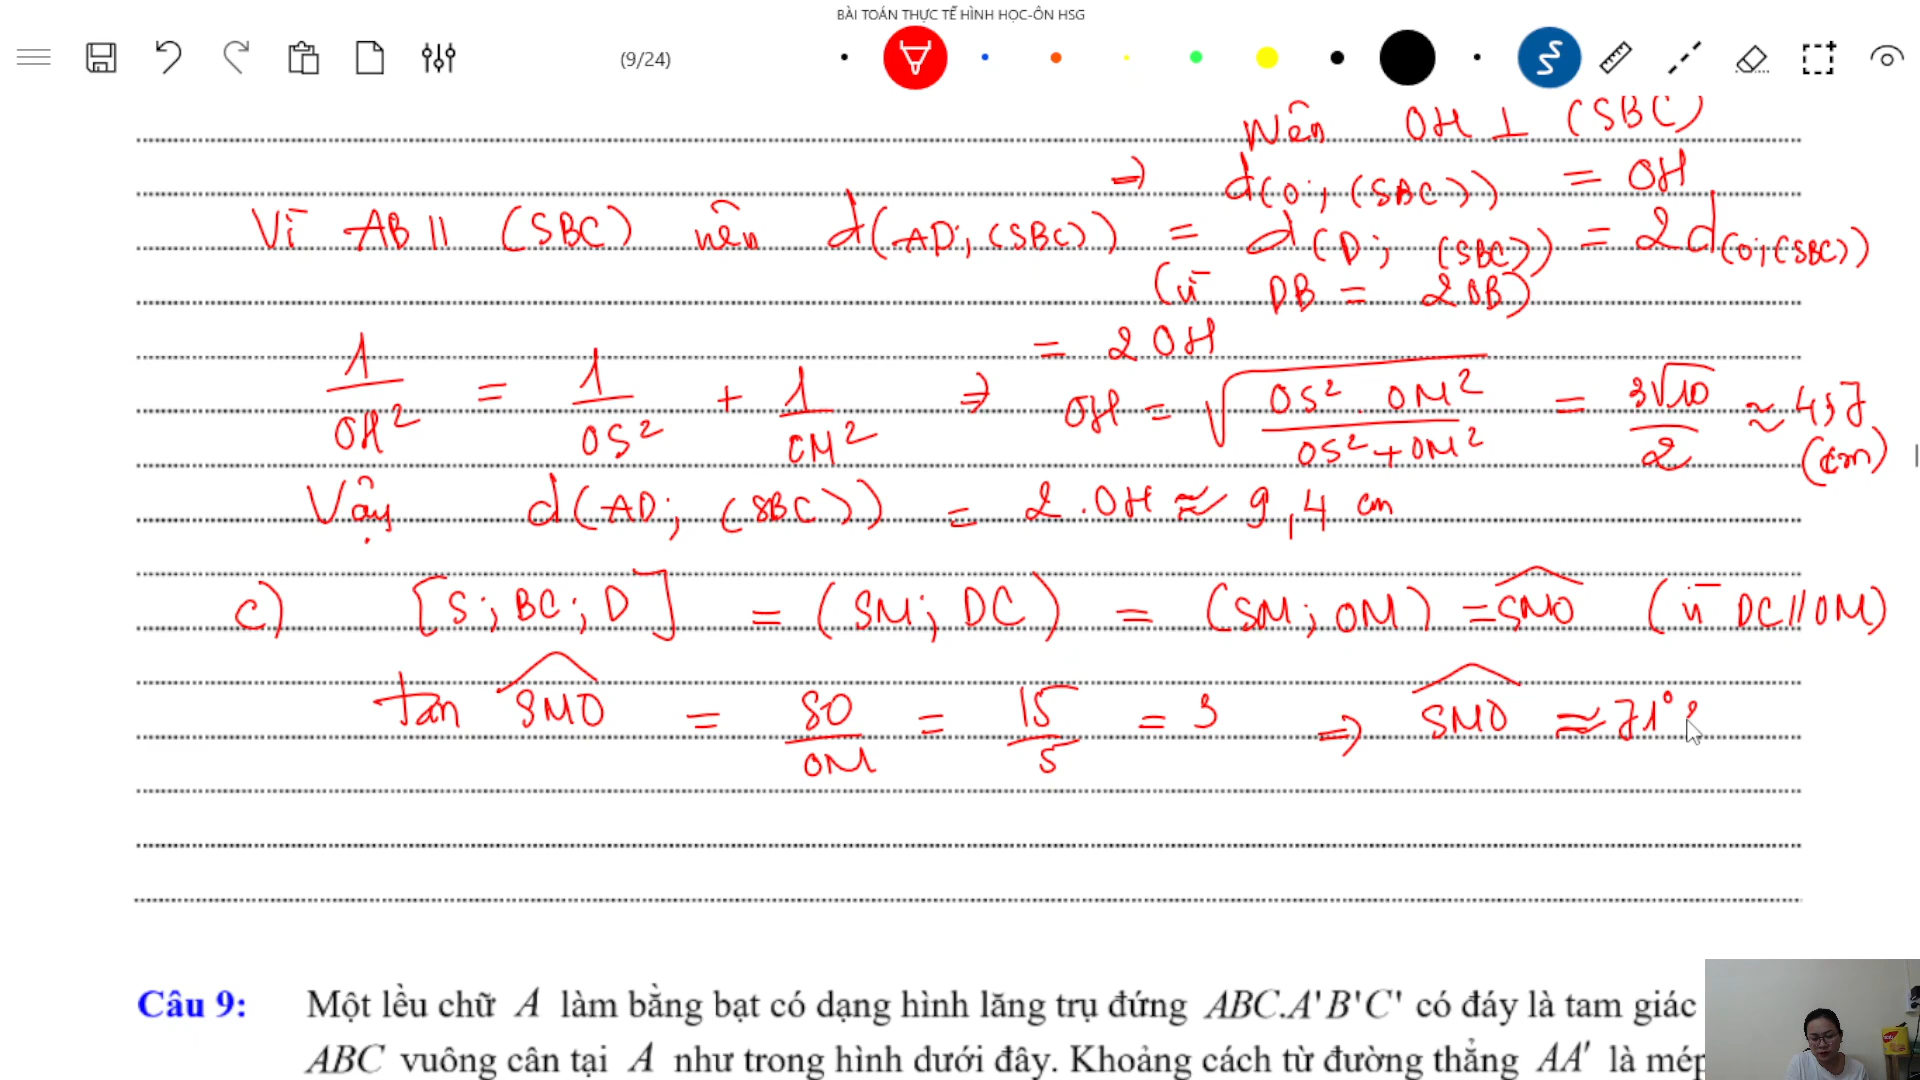 BÀI TOÁN THỰC TẾ HÌNH HỌC-ÔN HSG
(9/24)
Nên OH ⊥ (SBC)
⇒ d(O; (SBC)) = OH
Vì AB // (SBC) nên d(AD; (SBC)) = d(D; (SBC)) = 2d(O; (SBC))
(vì DB = 2OB)
= 2OH
1/OH² = 1/OS² + 1/OM² ⇒ OH = √(OS².OM²/(OS²+OM²)) = 3√10/2 ≈ 4,7 (cm)
Vậy d(AD; (SBC)) = 2.OH ≈ 9,4 cm
c) [S; BC; D] = (SM; DC) = (SM; OM) = SMO (vì DC // OM)
tan SMO = SO/OM = 15/5 = 3 ⇒ SMO ≈ 71°
Câu 9: Một lều chữ A làm bằng bạt có dạng hình lăng trụ đứng ABC.A'B'C' có đáy là tam giác
ABC vuông cân tại A như trong hình dưới đây. Khoảng cách từ đường thẳng AA' là mép